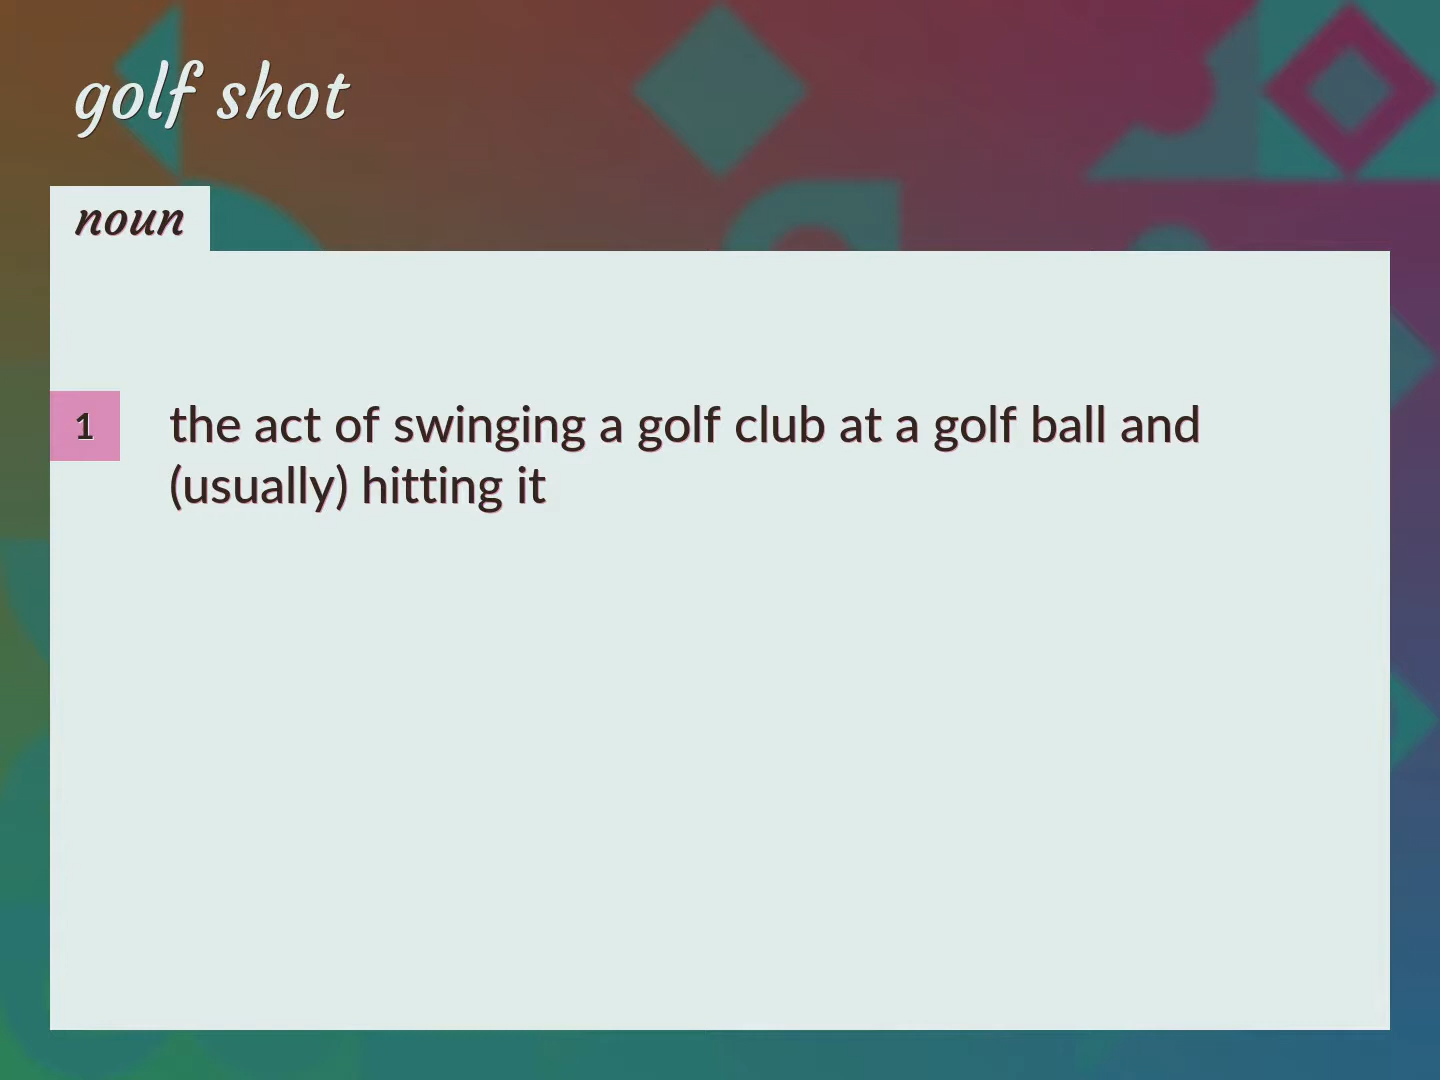 golf shot
noun
1
the act of swinging a golf club at a golf ball and
(usually) hitting it